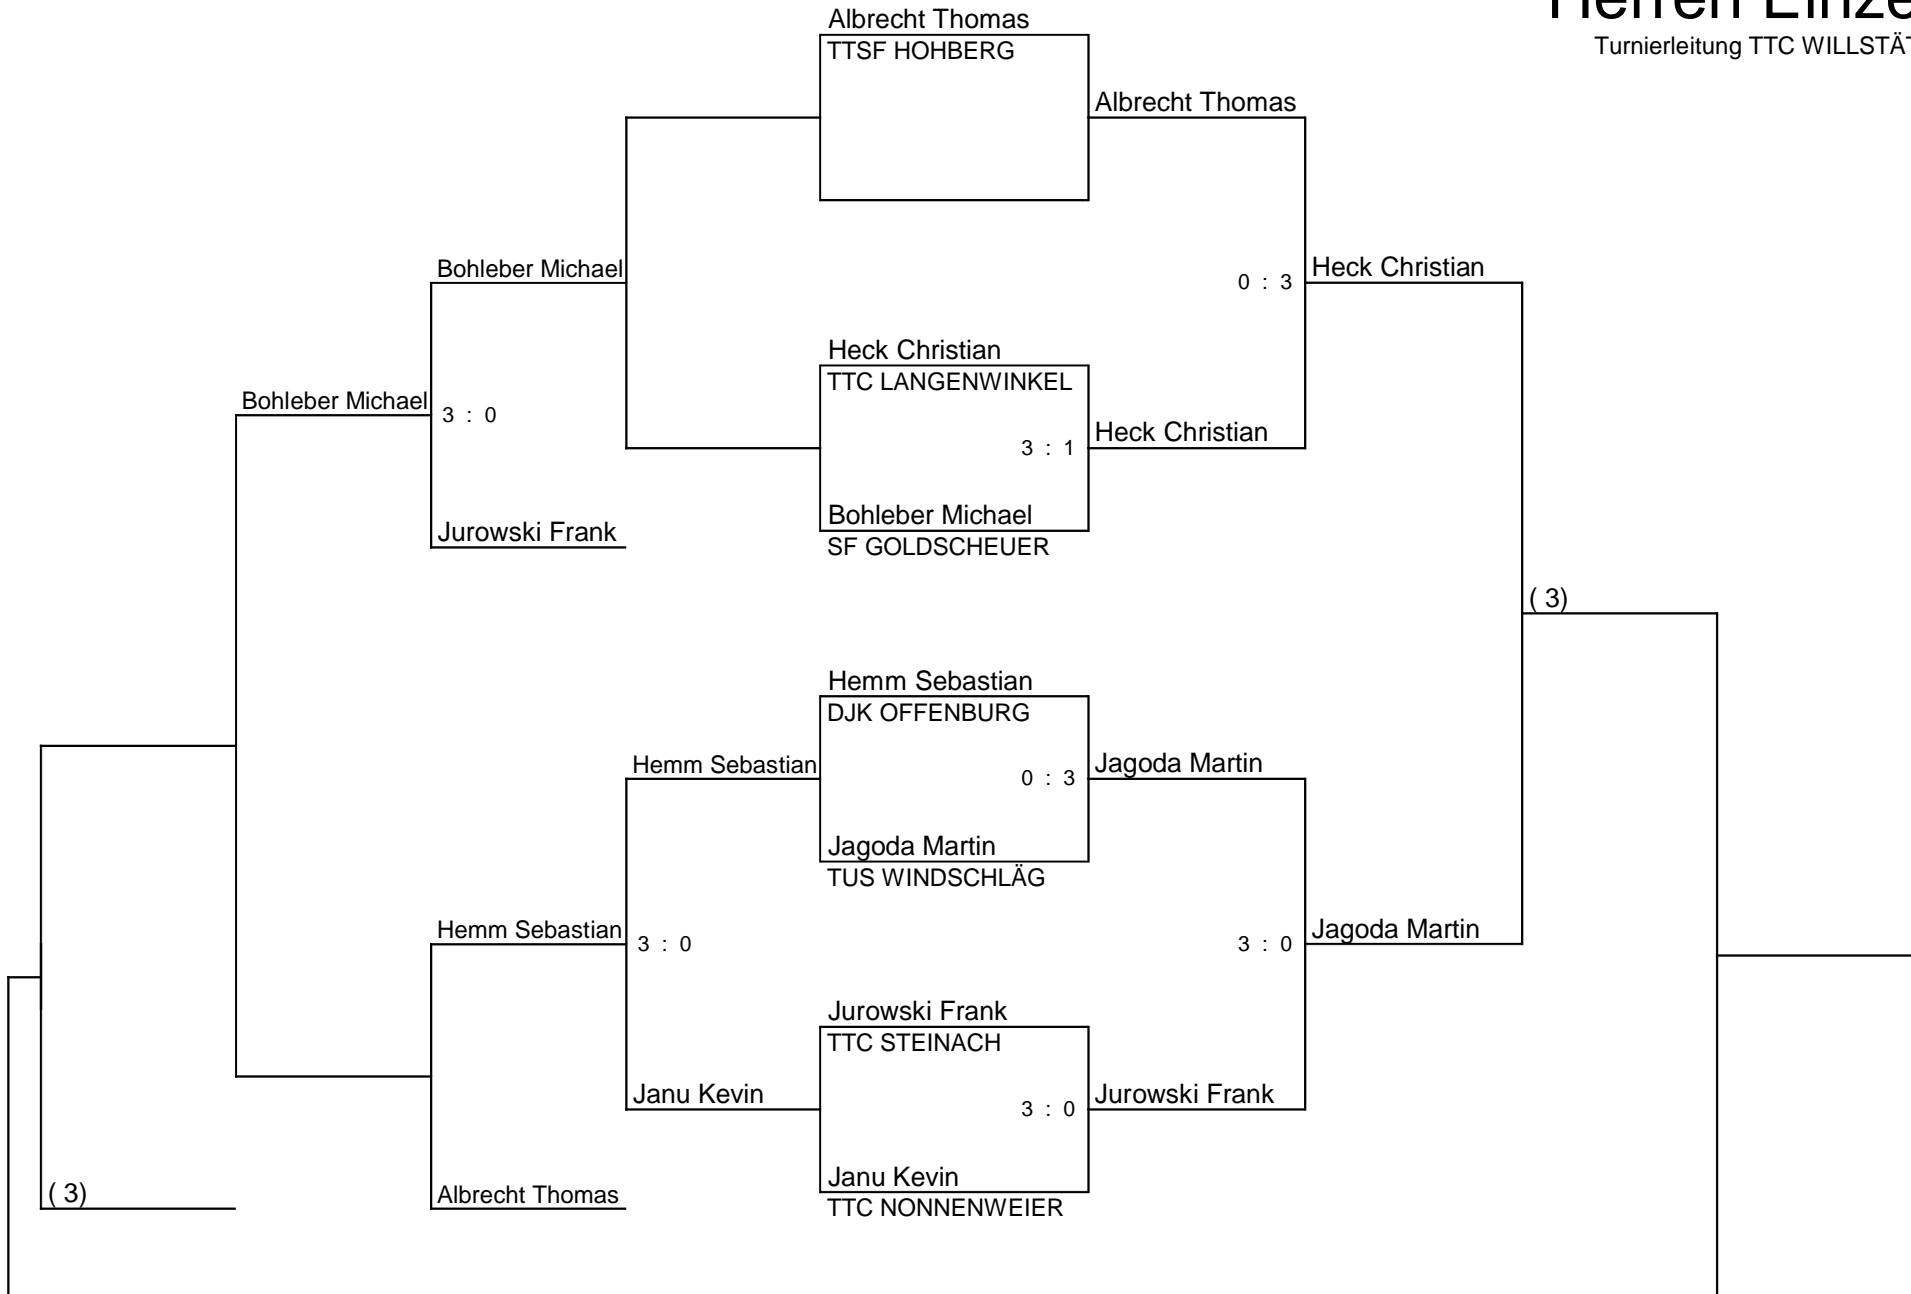 Herren Einze
Turnierleitung TTC WILLSTÄT
Albrecht Thomas
TTSF HOHBERG
Albrecht Thomas
Bohleber Michael
0 : 3
Heck Christian
Heck Christian
TTC LANGENWINKEL
Bohleber Michael
3 : 0
3 : 1
Heck Christian
Jurowski Frank
Bohleber Michael
SF GOLDSCHEUER
( 3)
Hemm Sebastian
DJK OFFENBURG
Hemm Sebastian
0 : 3
Jagoda Martin
Jagoda Martin
TUS WINDSCHLÄG
Hemm Sebastian
3 : 0
3 : 0
Jagoda Martin
Jurowski Frank
TTC STEINACH
Janu Kevin
3 : 0
Jurowski Frank
Janu Kevin
TTC NONNENWEIER
( 3)
Albrecht Thomas